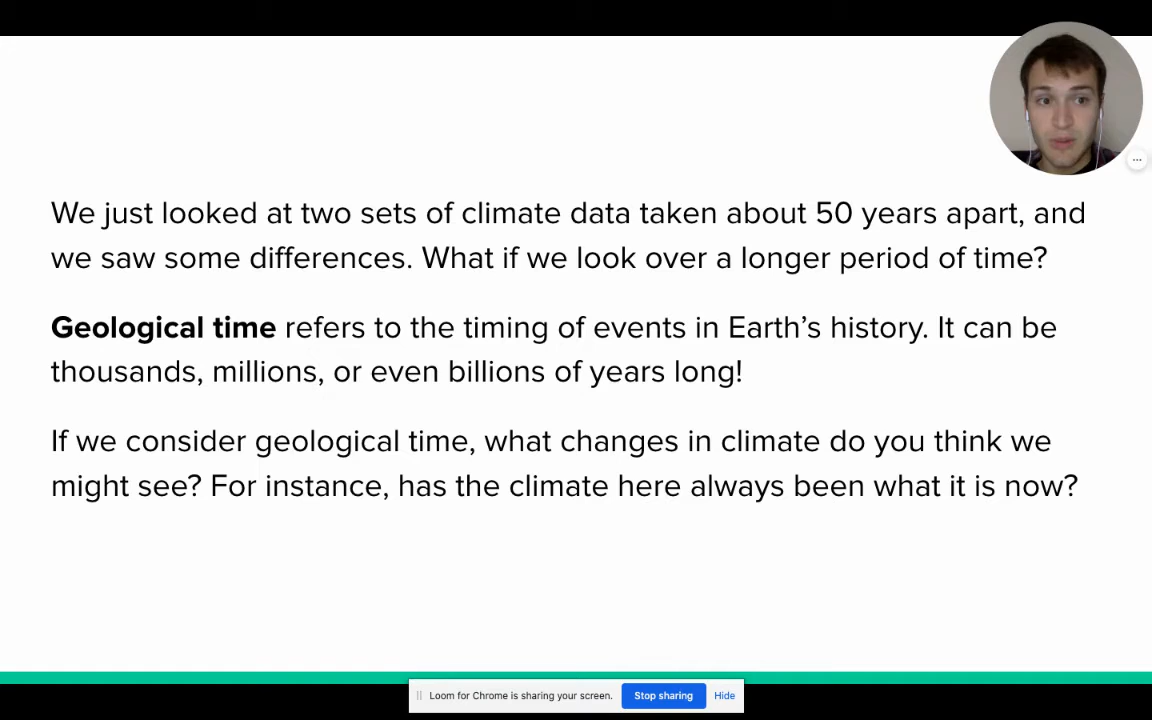 We just looked at two sets of climate data taken about 50 years apart, and
we saw some differences. What if we look over a longer period of time?
Geological time refers to the timing of events in Earth’s history. It can be
thousands, millions, or even billions of years long!
If we consider geological time, what changes in climate do you think we
might see? For instance, has the climate here always been what it is now?
Loom for Chrome is sharing your screen. Stop sharing Hide